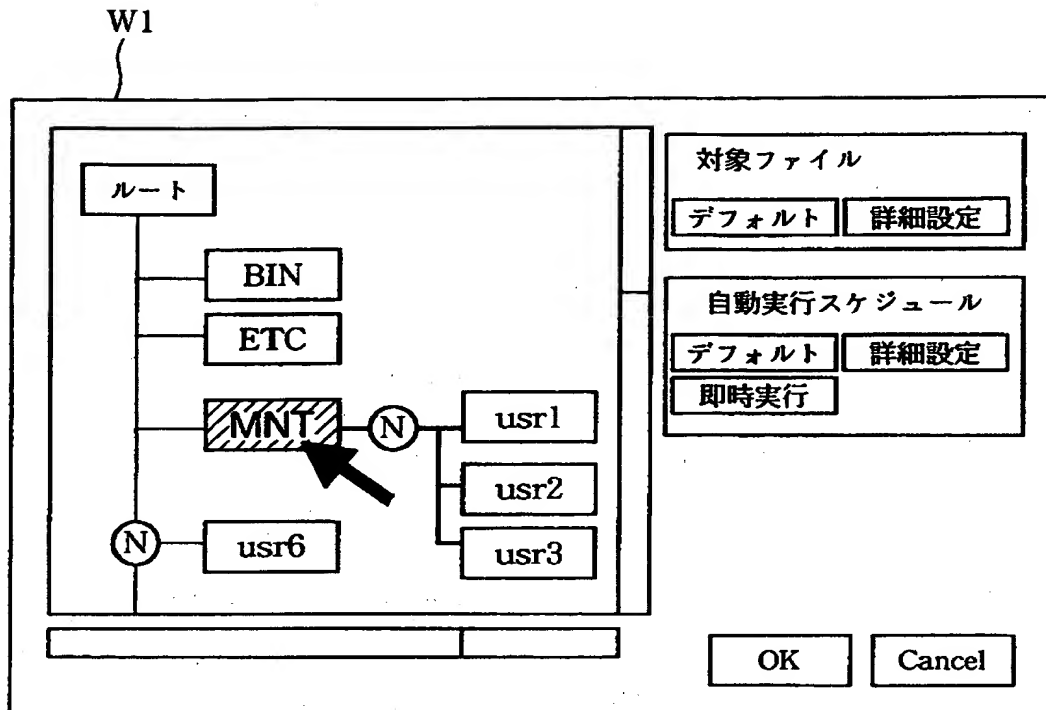 W1
ルート
BIN
ETC
MNT
N
usr1
usr2
usr3
N
usr6
対象ファイル
デフォルト 詳細設定
自動実行スケジュール
デフォルト 詳細設定
即時実行
OK Cancel